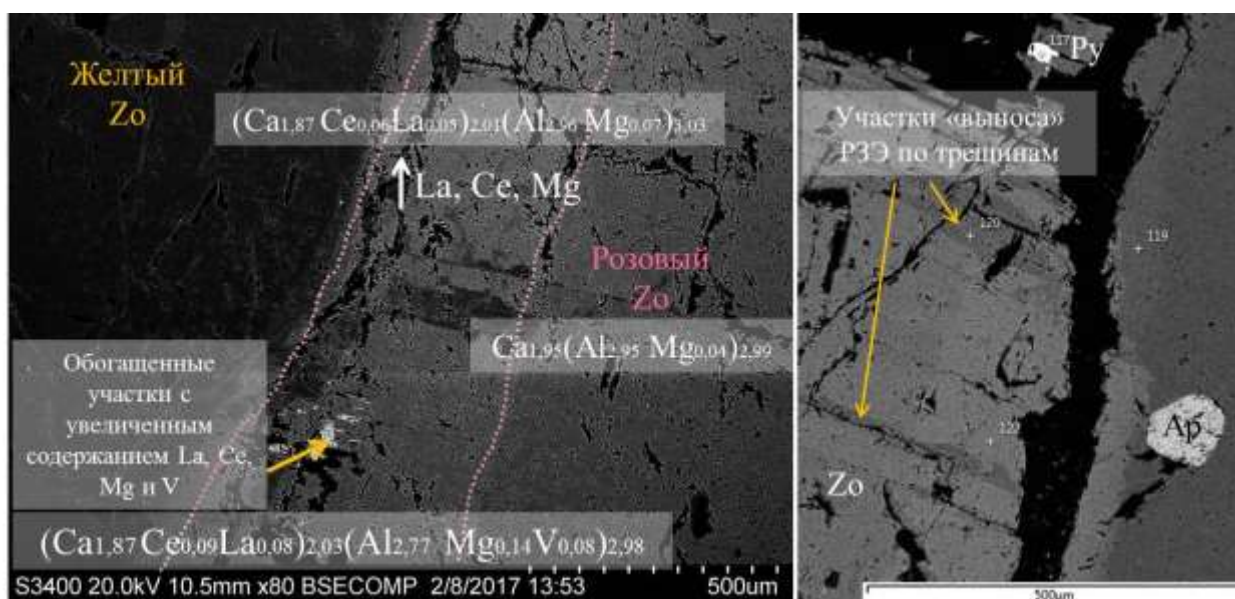 Желтый
Zo
(Ca1,87 Ce0,06La0,05)2,01(Al2,96 Mg0,07)3,03
La, Ce, Mg
Розовый
Zo
Ca1,95(Al2,95 Mg0,04)2,99
Обогащенные
участки с
увеличенным
содержанием La, Ce,
Mg и V
(Ca1,87 Ce0,09La0,08)2,03(Al2,77 Mg0,14V0,08)2,98
S3400 20.0kV 10.5mm x80 BSECOMP 2/8/2017 13:53
500um
117
Py
Участки «выноса»
РЗЭ по трещинам
120
119
Ap
Zo
500um